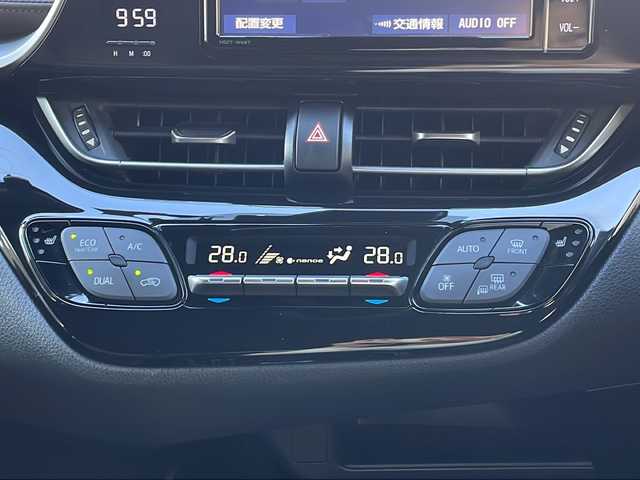 9:59
H M :00
配置変更
交通情報
AUDIO OFF
VOL-
28.0
nanoe
28.0
ECO
A/C
DUAL
AUTO
FRONT
OFF
REAR